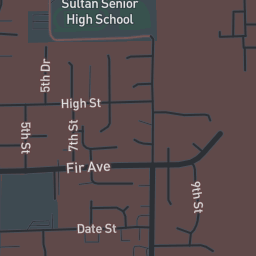 Sultan Senior
High School
5th Dr
High St
5th St
7th St
Fir Ave
9th St
Date St